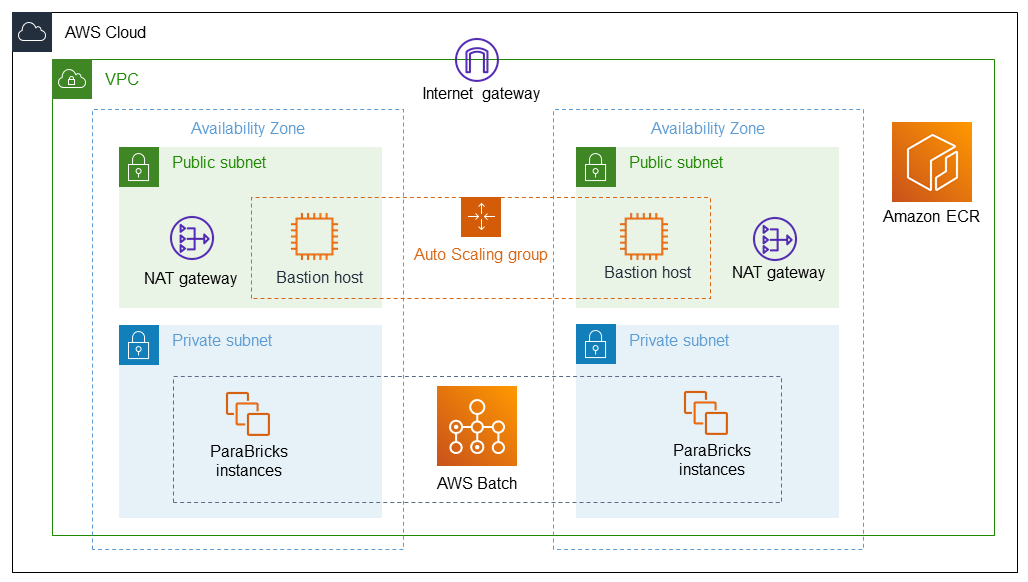 AWS Cloud
VPC
Internet gateway
Availability Zone
Availability Zone
Public subnet
Public subnet
Amazon ECR
NAT gateway
Bastion host
Auto Scaling group
Bastion host
NAT gateway
Private subnet
Private subnet
ParaBricks
instances
AWS Batch
ParaBricks
instances